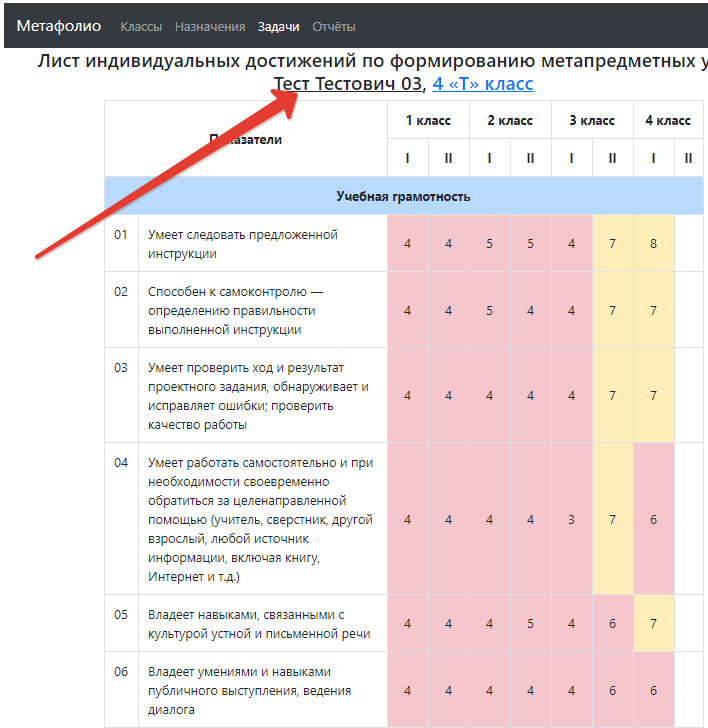 Метафолио Классы Назначения Задачи Отчёты
Лист индивидуальных достижений по формированию метапредметных у
Тест Тестович 03, 4 «Т» класс
Показатели 1 класс 2 класс 3 класс 4 класс
I II I II I II I II
Учебная грамотность
01 Умеет следовать предложенной
инструкции
4 4 5 5 4 7 8
02 Способен к самоконтролю —
определению правильности
выполненной инструкции
4 4 5 4 4 7 7
03 Умеет проверить ход и результат
проектного задания, обнаруживает и
исправляет ошибки; проверить
качество работы
4 4 4 4 4 7 7
04 Умеет работать самостоятельно и при
необходимости своевременно
обратиться за целенаправленной
помощью (учитель, сверстник, другой
взрослый, любой источник
информации, включая книгу,
Интернет и т.д.)
4 4 4 4 3 7 6
05 Владеет навыками, связанными с
культурой устной и письменной речи
4 4 4 5 4 6 7
06 Владеет умениями и навыками
публичного выступления, ведения
диалога
4 4 4 4 4 6 6